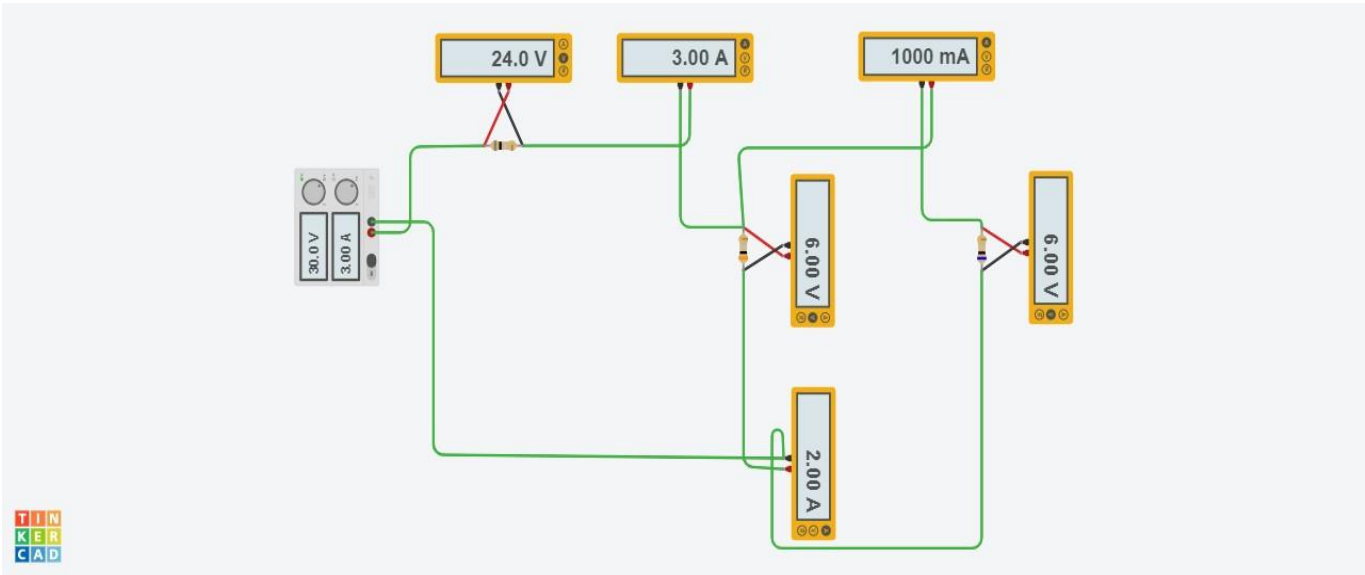 24.0 V
3.00 A
1000 mA
30.0 V
3.00 A
6.00 V
6.00 V
2.00 A
TIN
KER
CAD